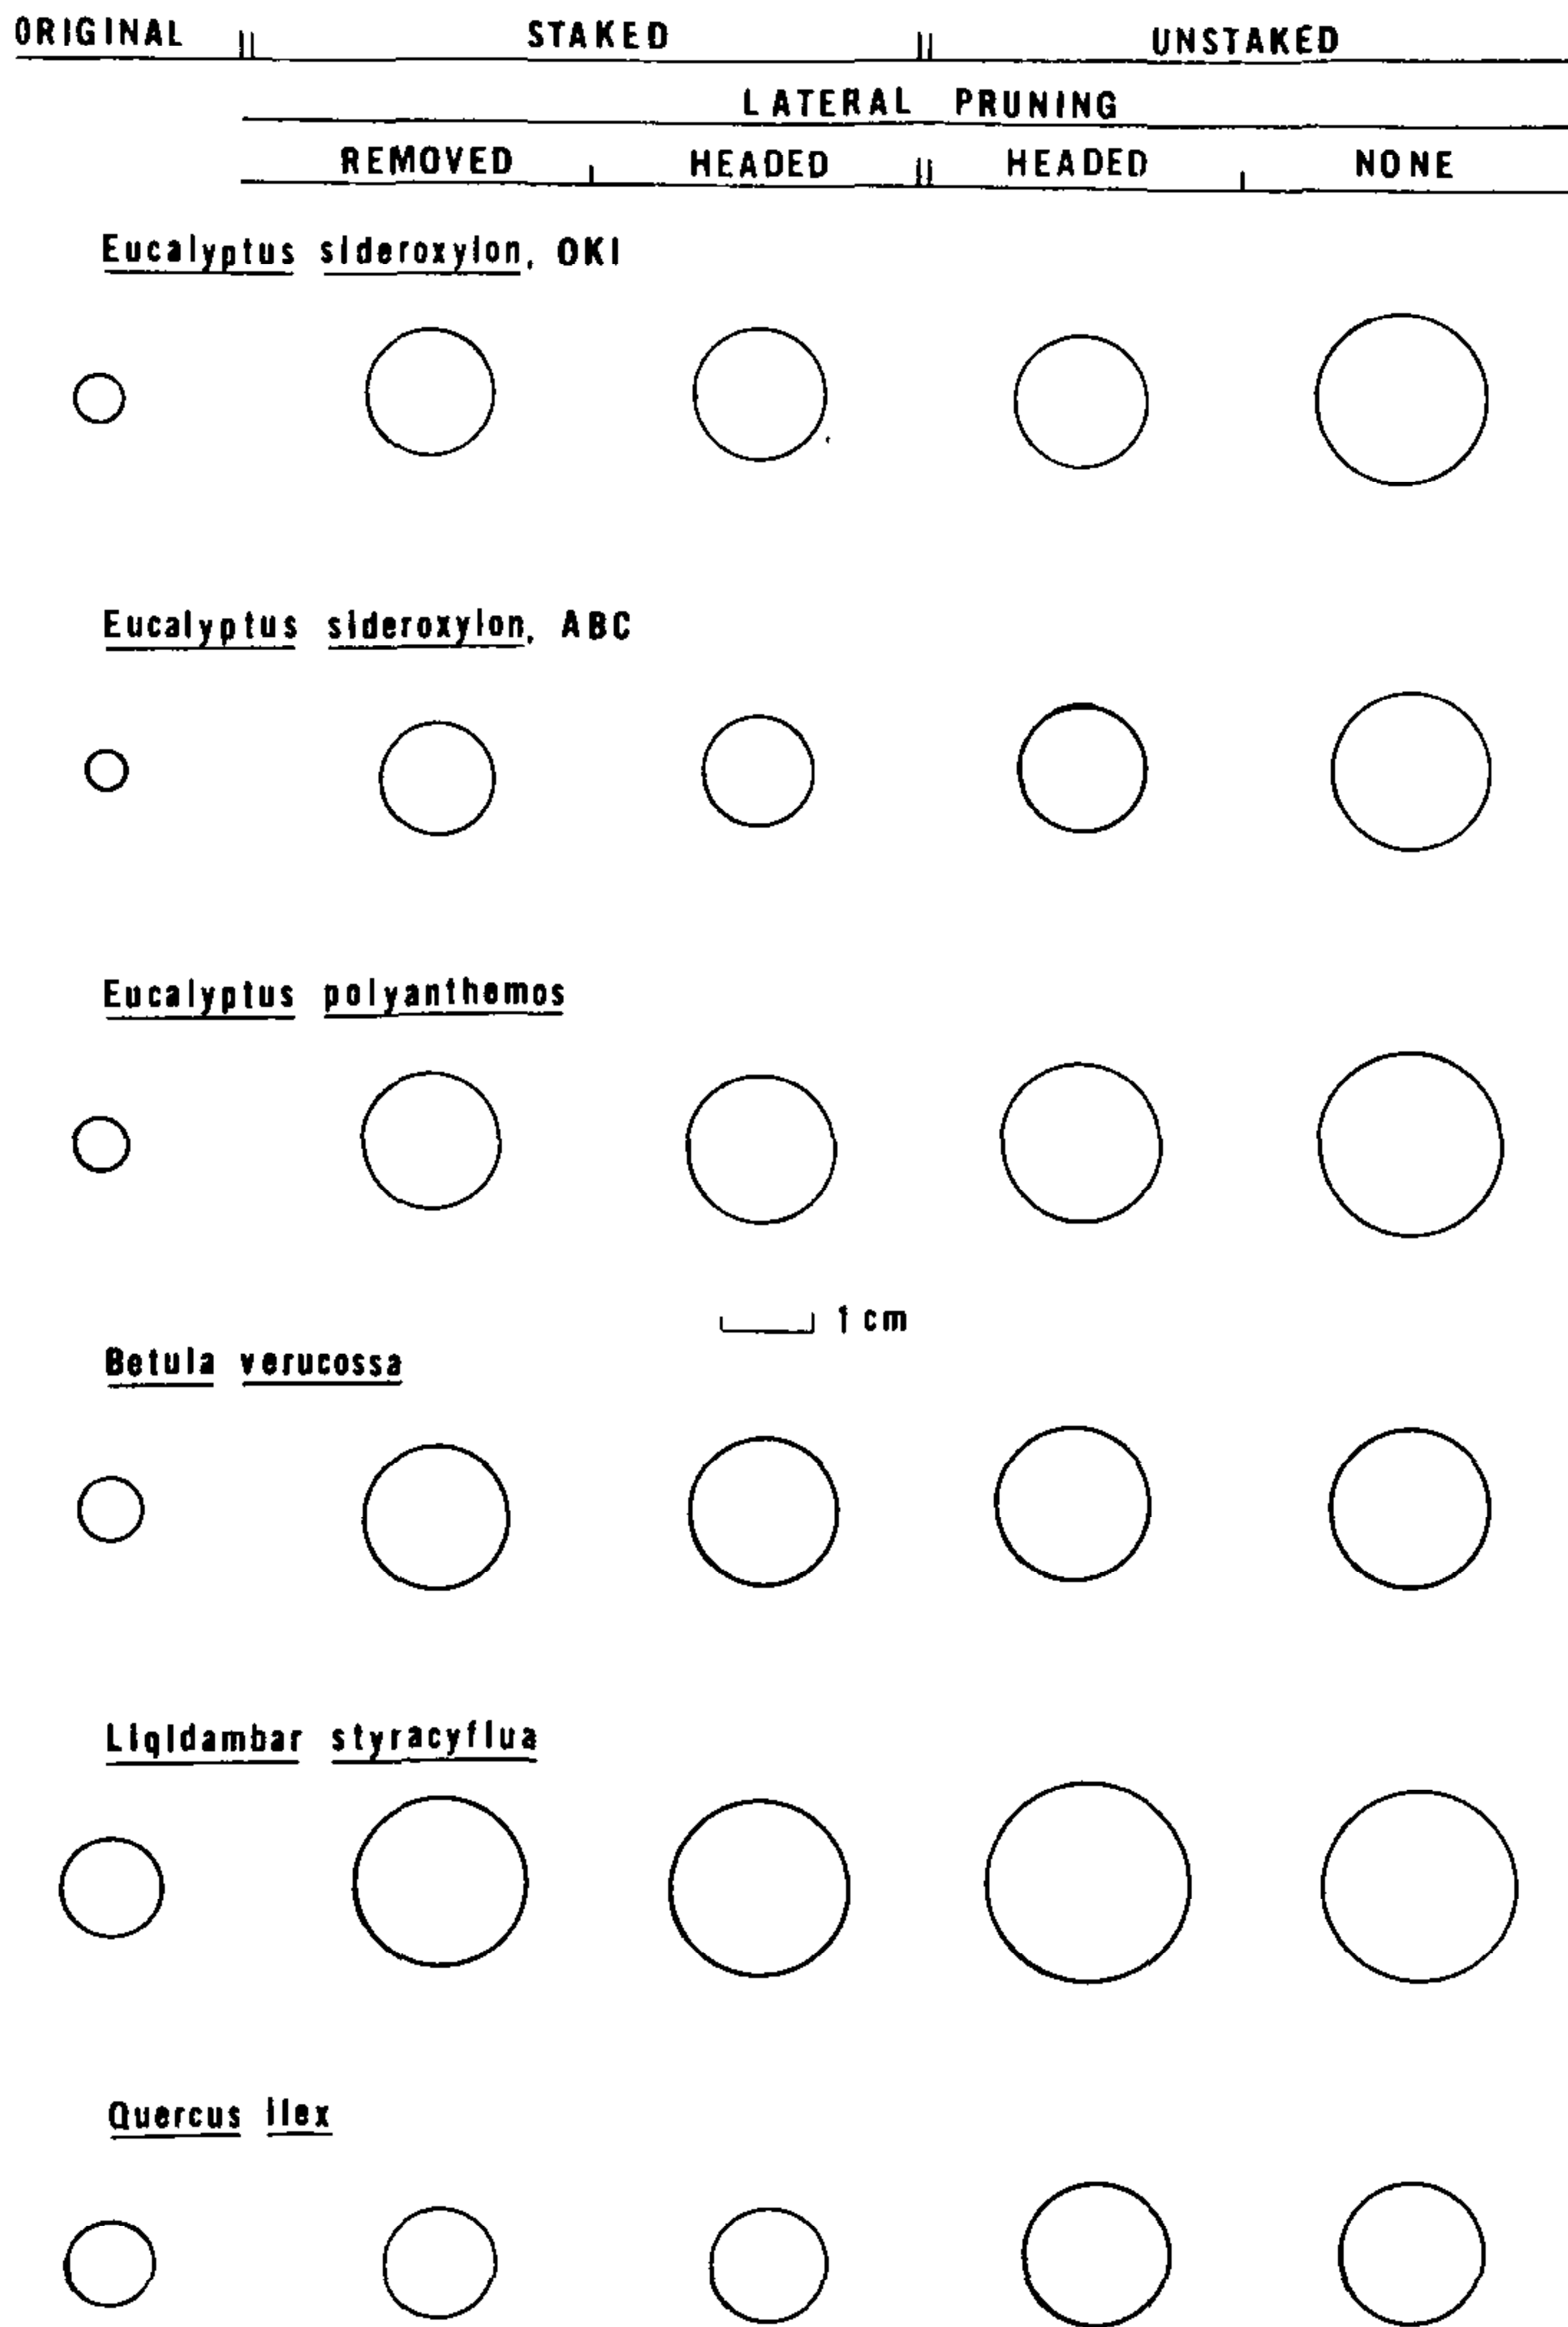 ORIGINAL STAKED UNSTAKED
LATERAL PRUNING
REMOVED HEADED HEADED NONE
Eucalyptus sideroxylon, OKI
Eucalyptus sideroxylon, ABC
Eucalyptus polyanthemos
1 cm
Betula verucossa
Liqidambar styracyflua
Quercus ilex